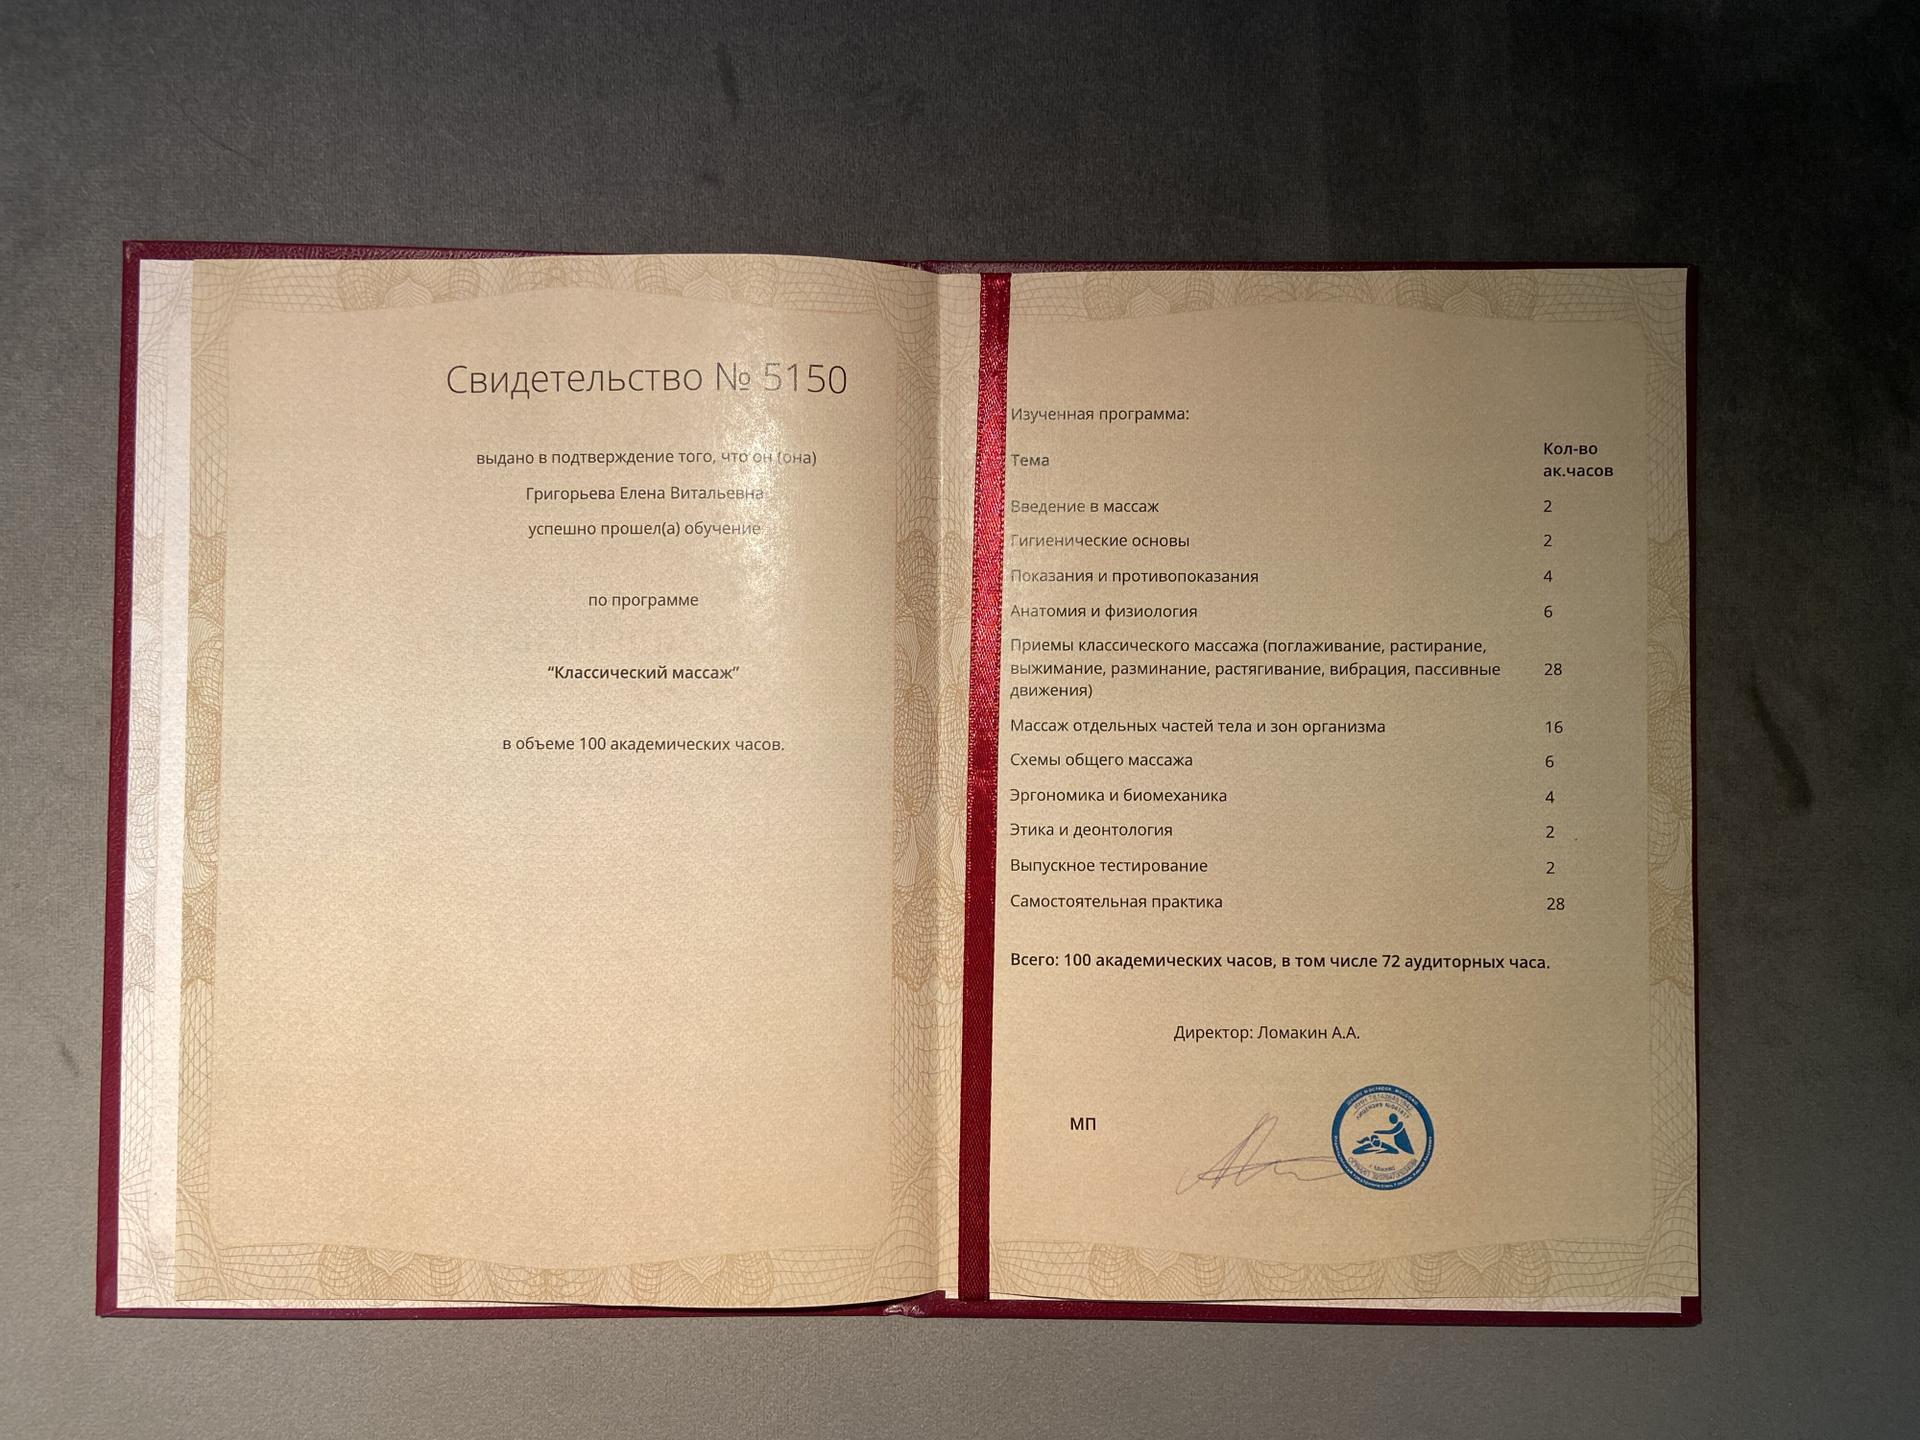 Свидетельство № 5150
выдано в подтверждение того, что он (она)
Григорьева Елена Витальевна
успешно прошел(а) обучение
по программе
“Классический массаж”
в объеме 100 академических часов.
Изученная программа:
Тема Кол-во ак.часов
Введение в массаж 2
Гигиенические основы 2
Показания и противопоказания 4
Анатомия и физиология 6
Приемы классического массажа (поглаживание, растирание,
выжимание, разминание, растягивание, вибрация, пассивные 28
движения)
Массаж отдельных частей тела и зон организма 16
Схемы общего массажа 6
Эргономика и биомеханика 4
Этика и деонтология 2
Выпускное тестирование 2
Самостоятельная практика 28
Всего: 100 академических часов, в том числе 72 аудиторных часа.
Директор: Ломакин А.А.
МП
г. Москва